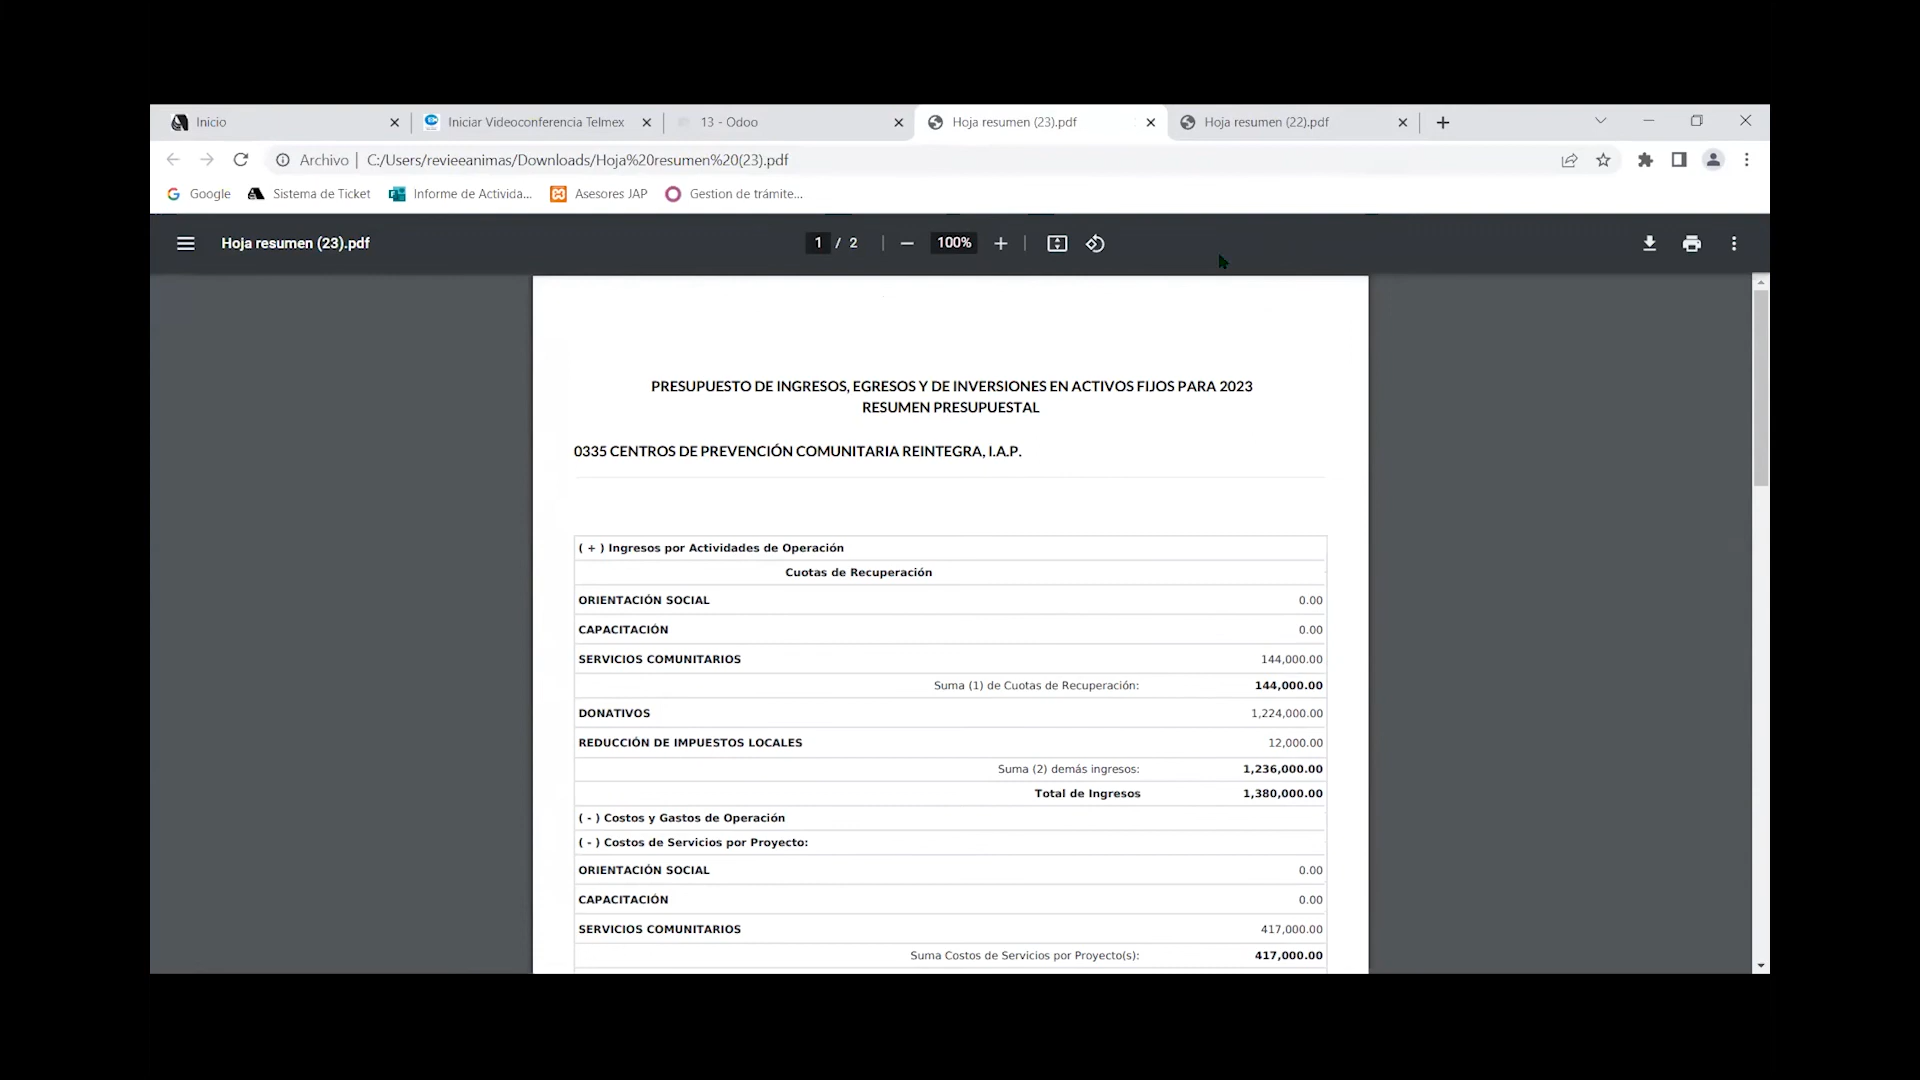 Inicio
Iniciar Videoconferencia Telmex
13 - Odoo
Hoja resumen (23).pdf
Hoja resumen (22).pdf
Archivo | C:/Users/revieeanimas/Downloads/Hoja%20resumen%20(23).pdf
Google
Sistema de Ticket
Informe de Activida...
Asesores JAP
Gestion de trámite...
Hoja resumen (23).pdf
1 / 2
100%
PRESUPUESTO DE INGRESOS, EGRESOS Y DE INVERSIONES EN ACTIVOS FIJOS PARA 2023
RESUMEN PRESUPUESTAL
0335 CENTROS DE PREVENCIÓN COMUNITARIA REINTEGRA, I.A.P.
( + ) Ingresos por Actividades de Operación
Cuotas de Recuperación
ORIENTACIÓN SOCIAL 0.00
CAPACITACIÓN 0.00
SERVICIOS COMUNITARIOS 144,000.00
Suma (1) de Cuotas de Recuperación: 144,000.00
DONATIVOS 1,224,000.00
REDUCCIÓN DE IMPUESTOS LOCALES 12,000.00
Suma (2) demás ingresos: 1,236,000.00
Total de Ingresos 1,380,000.00
( - ) Costos y Gastos de Operación
( - ) Costos de Servicios por Proyecto:
ORIENTACIÓN SOCIAL 0.00
CAPACITACIÓN 0.00
SERVICIOS COMUNITARIOS 417,000.00
Suma Costos de Servicios por Proyecto(s): 417,000.00